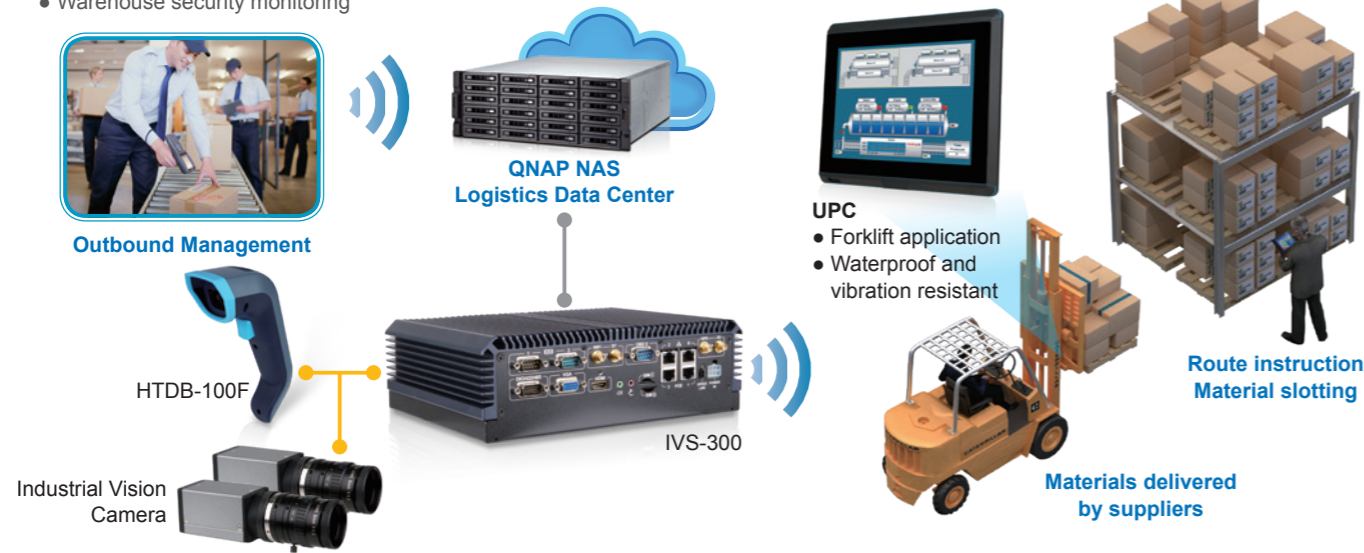 ● Warehouse security monitoring
Outbound Management
QNAP NAS
Logistics Data Center
UPC
● Forklift application
● Waterproof and
vibration resistant
HTDB-100F
IVS-300
Industrial Vision
Camera
Route instruction
Material slotting
Materials delivered
by suppliers